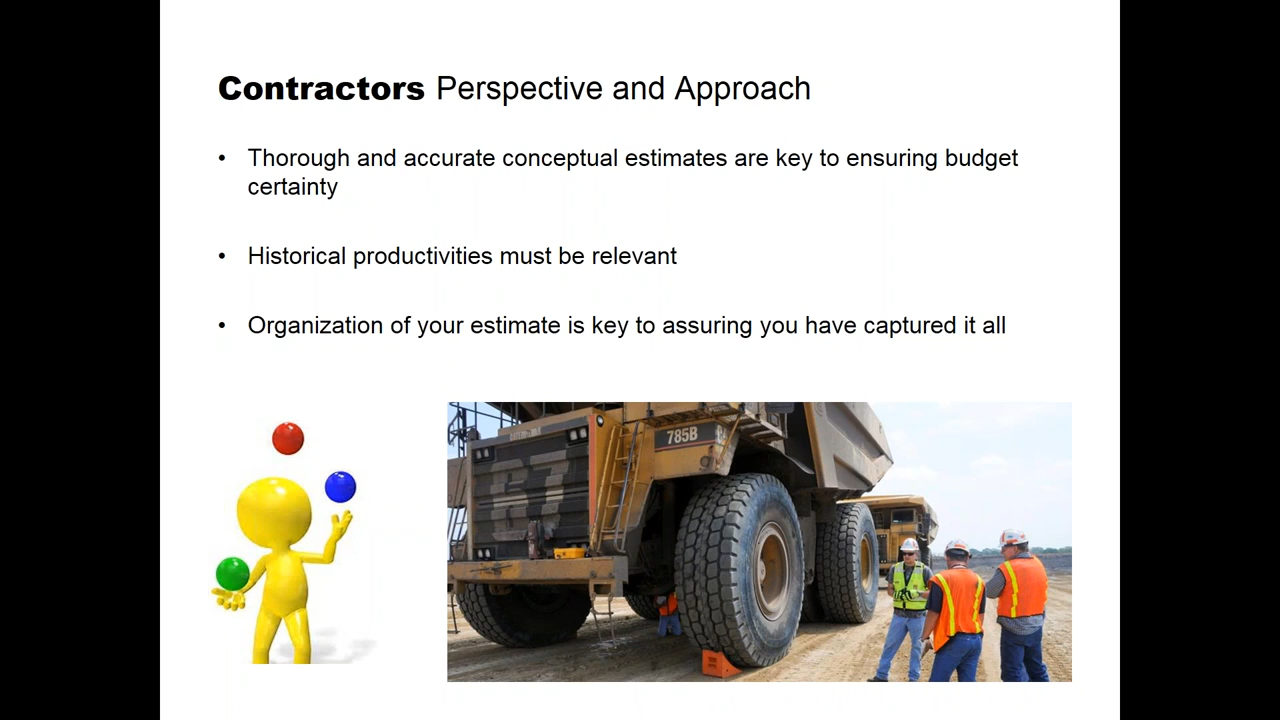 Contractors Perspective and Approach
• Thorough and accurate conceptual estimates are key to ensuring budget
certainty
• Historical productivities must be relevant
• Organization of your estimate is key to assuring you have captured it all
785B